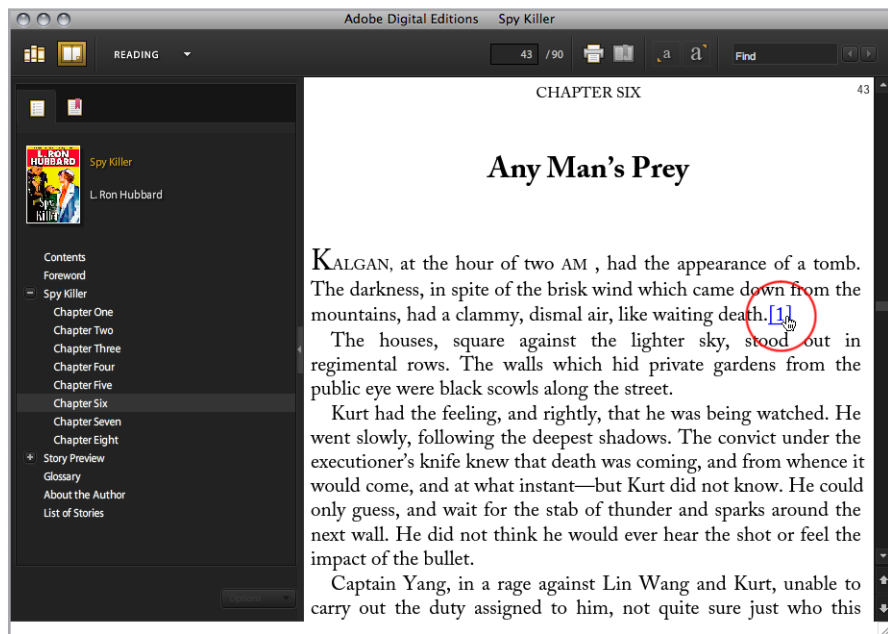 Adobe Digital Editions Spy Killer
READING 43 / 90 a a Find
L. RON
HUBBARD
Spy
Killer
Spy Killer
L. Ron Hubbard
Contents
Foreword
Spy Killer
Chapter One
Chapter Two
Chapter Three
Chapter Four
Chapter Five
Chapter Six
Chapter Seven
Chapter Eight
Story Preview
Glossary
About the Author
List of Stories
Options
CHAPTER SIX 43
Any Man's Prey
KALGAN, at the hour of two AM , had the appearance of a tomb.
The darkness, in spite of the brisk wind which came down from the
mountains, had a clammy, dismal air, like waiting death.[1]
The houses, square against the lighter sky, stood out in
regimental rows. The walls which hid private gardens from the
public eye were black scowls along the street.
Kurt had the feeling, and rightly, that he was being watched. He
went slowly, following the deepest shadows. The convict under the
executioner's knife knew that death was coming, and from whence it
would come, and at what instant—but Kurt did not know. He could
only guess, and wait for the stab of thunder and sparks around the
next wall. He did not think he would ever hear the shot or feel the
impact of the bullet.
Captain Yang, in a rage against Lin Wang and Kurt, unable to
carry out the duty assigned to him, not quite sure just who this